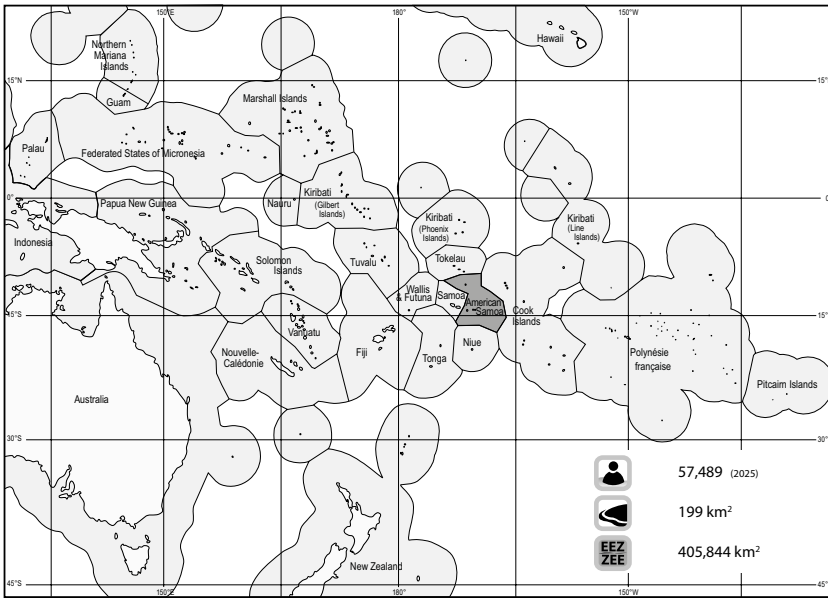 150°E
180°
150°W
Hawaii
Northern
Mariana
Islands
15°N
15°N
Guam
Marshall Islands
Palau
Federated States of Micronesia
0°
0°
Papua New Guinea
Nauru
Kiribati
(Gilbert
Islands)
Kiribati
(Phoenix
Islands)
Kiribati
(Line
Islands)
Indonesia
Solomon
Islands
Tuvalu
Tokelau
Wallis
& Futuna
Samoa
American
Samoa
Cook
Islands
15°S
15°S
Vanuatu
Fiji
Nouvelle-
Calédonie
Tonga
Niue
Polynésie
française
Pitcairn Islands
Australia
30°S
30°S
57,489 (2025)
199 km²
EEZ
ZEE
405,844 km²
New Zealand
45°S
45°S
150°E
180°
150°W